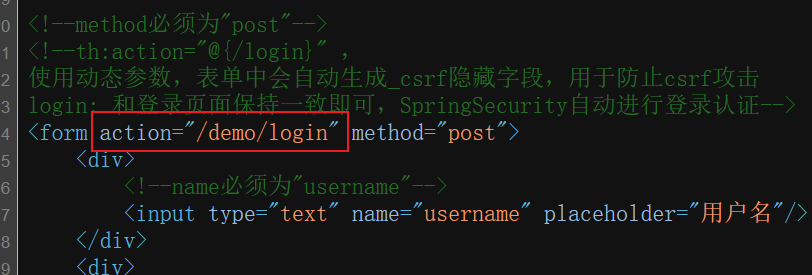 0 <!--method必须为"post"-->
1 <!--th:action="@{/login}" ,
2 使用动态参数，表单中会自动生成_csrf隐藏字段，用于防止csrf攻击
3 login: 和登录页面保持一致即可，SpringSecurity自动进行登录认证-->
4 <form action="/demo/login" method="post">
5 <div>
6 <!--name必须为"username"-->
7 <input type="text" name="username" placeholder="用户名"/>
8 </div>
9 <div>